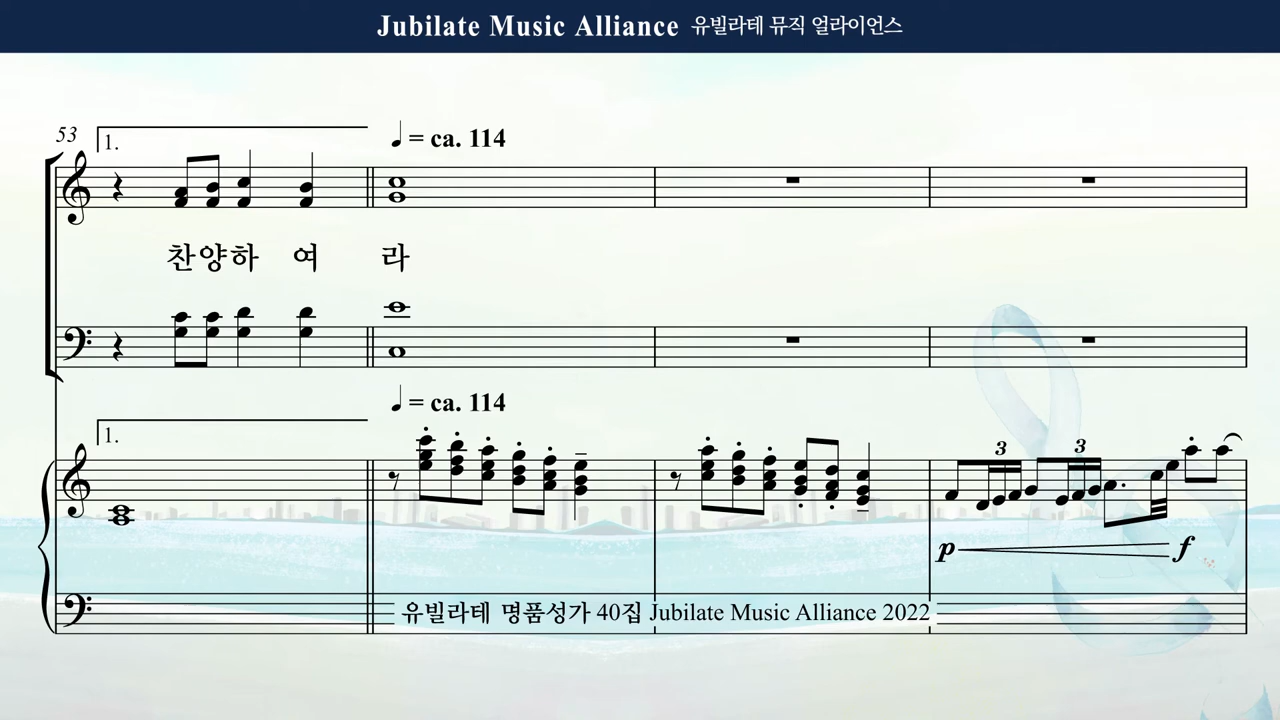 Jubilate Music Alliance 유빌라테 뮤직 얼라이언스
53
1.
♩ = ca. 114
찬양하 여 라
♩ = ca. 114
1.
3 3
p f
유빌라테 명품성가 40집 Jubilate Music Alliance 2022